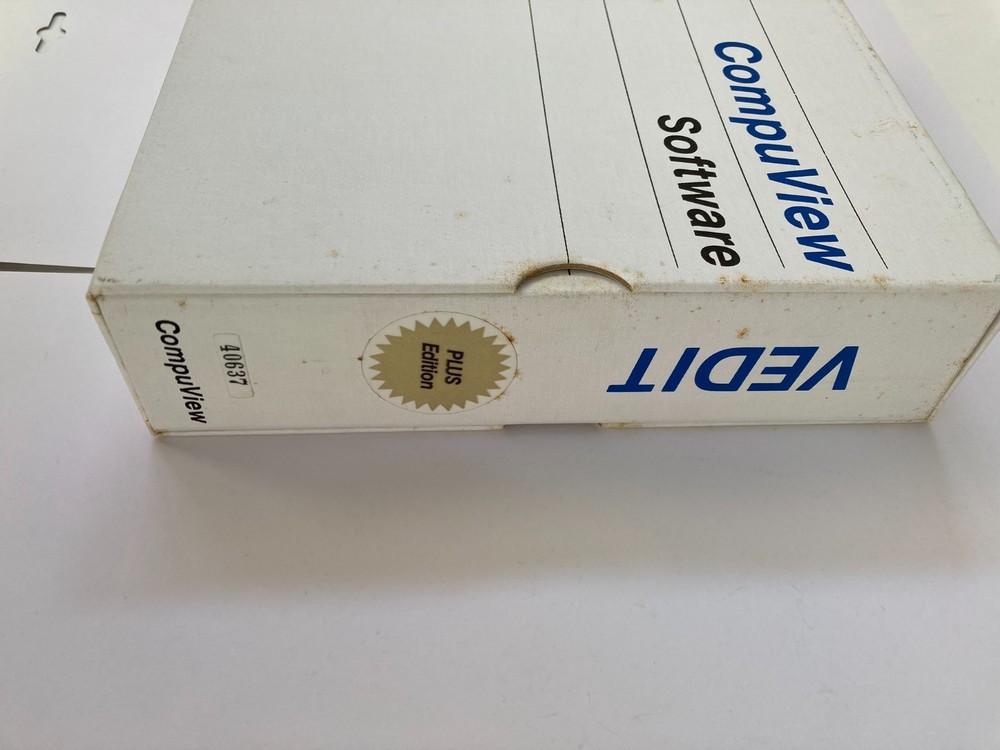 CompuView
Software
VEDIT
PLUS
Edition
40637
CompuView